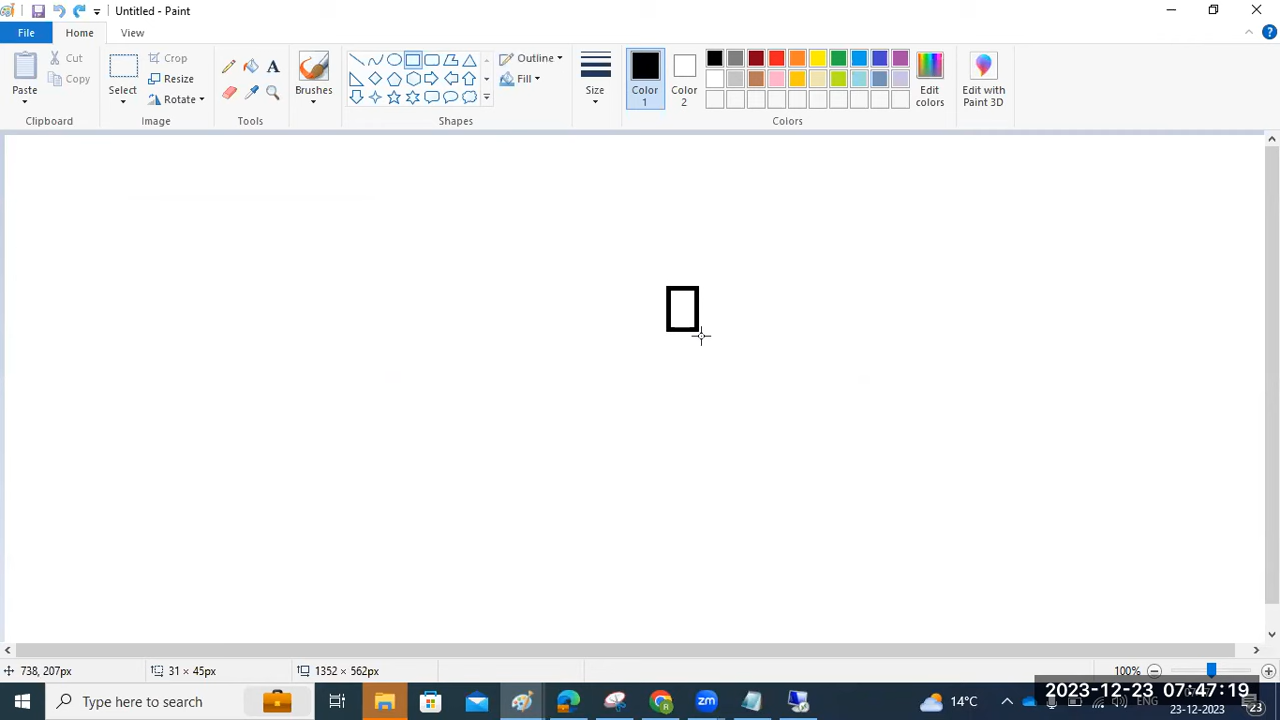 Untitled - Paint
File Home View
Paste Cut Copy
Clipboard
Select Crop Resize Rotate
Image
A
Tools
Brushes
Outline Fill
Shapes
Size
Color 1
Color 2
Edit colors
Colors
Edit with Paint 3D
738, 207px
31 × 45px
1352 × 562px
100%
Type here to search
14°C
ENG
2023-12-23 07:47:19
23-12-2023
23